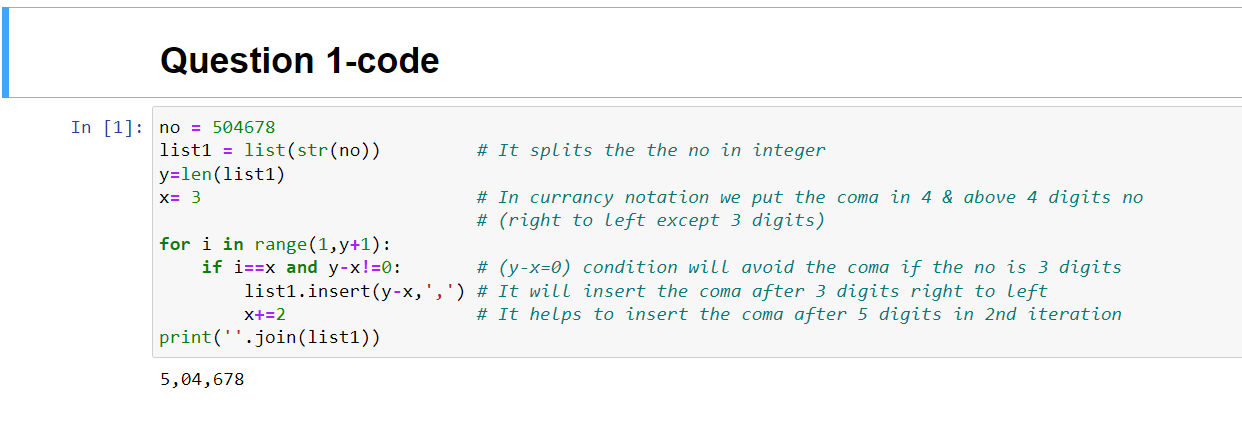 Question 1-code
In [1]: no = 504678
list1 = list(str(no))         # It splits the the no in integer
y=len(list1)
x= 3                          # In currancy notation we put the coma in 4 & above 4 digits no
                              # (right to left except 3 digits)
for i in range(1,y+1):
    if i==x and y-x!=0:       # (y-x=0) condition will avoid the coma if the no is 3 digits
        list1.insert(y-x,',') # It will insert the coma after 3 digits right to left
        x+=2                  # It helps to insert the coma after 5 digits in 2nd iteration
print(''.join(list1))
5,04,678